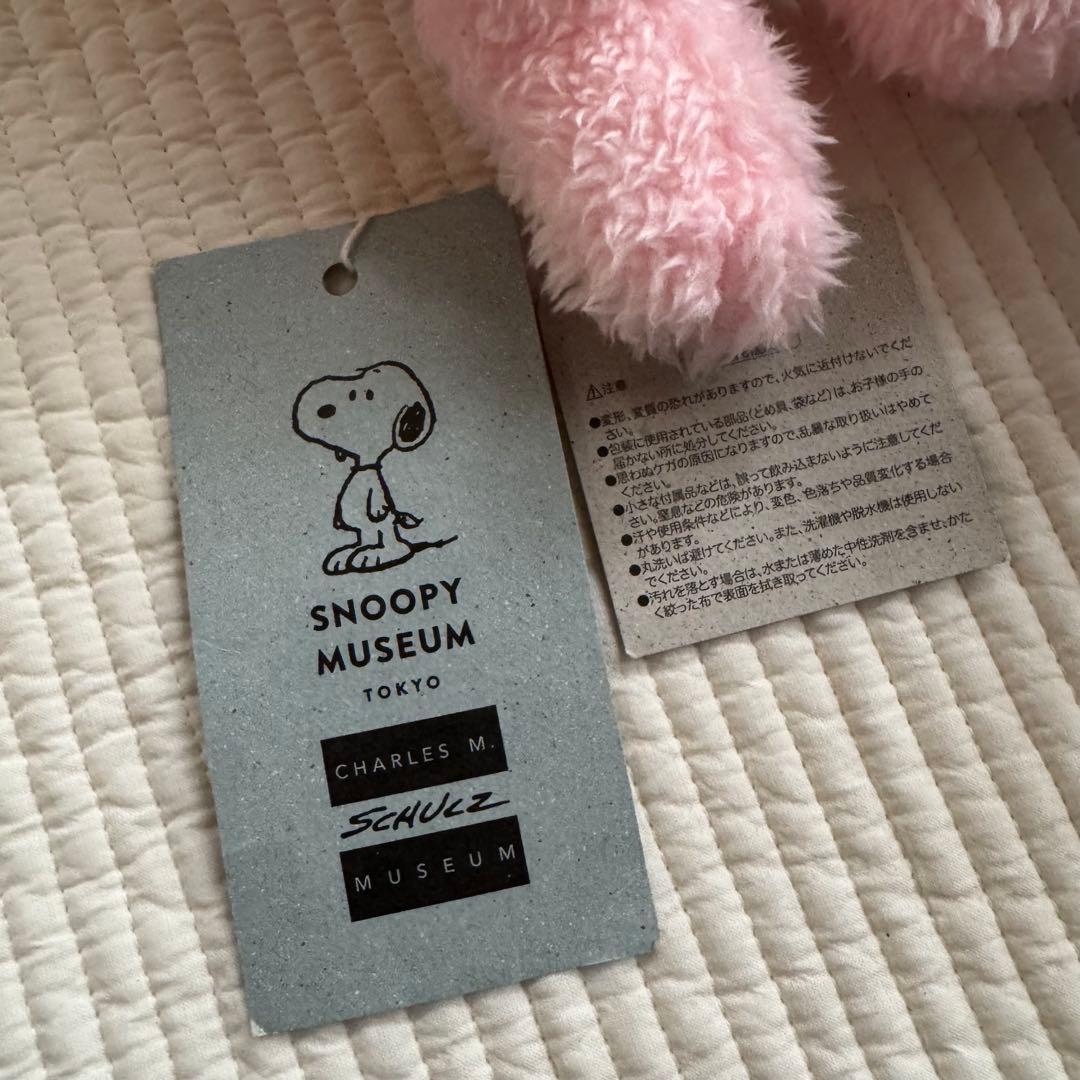 SNOOPY
MUSEUM
TOKYO
CHARLES M.
SCHULZ
MUSEUM
⚠注意
●変形、変質の恐れがありますので、火気に近付けないでくだ
さい。
●包装に使用されている部品(とめ具、袋など)は、お子様の手の
届かない所に処分してください。
●思わぬケガの原因になりますので、乱暴な取り扱いはやめて
ください。
●小さな付属品などは、誤って飲み込まないように注意してくだ
さい。窒息などの危険があります。
●汗や使用条件などにより、変色、色落ちや品質変化する場合
があります。
●丸洗いは避けてください。また、洗濯機や脱水機は使用しない
でください。
●汚れを落とす場合は、水または薄めた中性洗剤を含ませ、かた
く絞った布で表面を拭き取ってください。